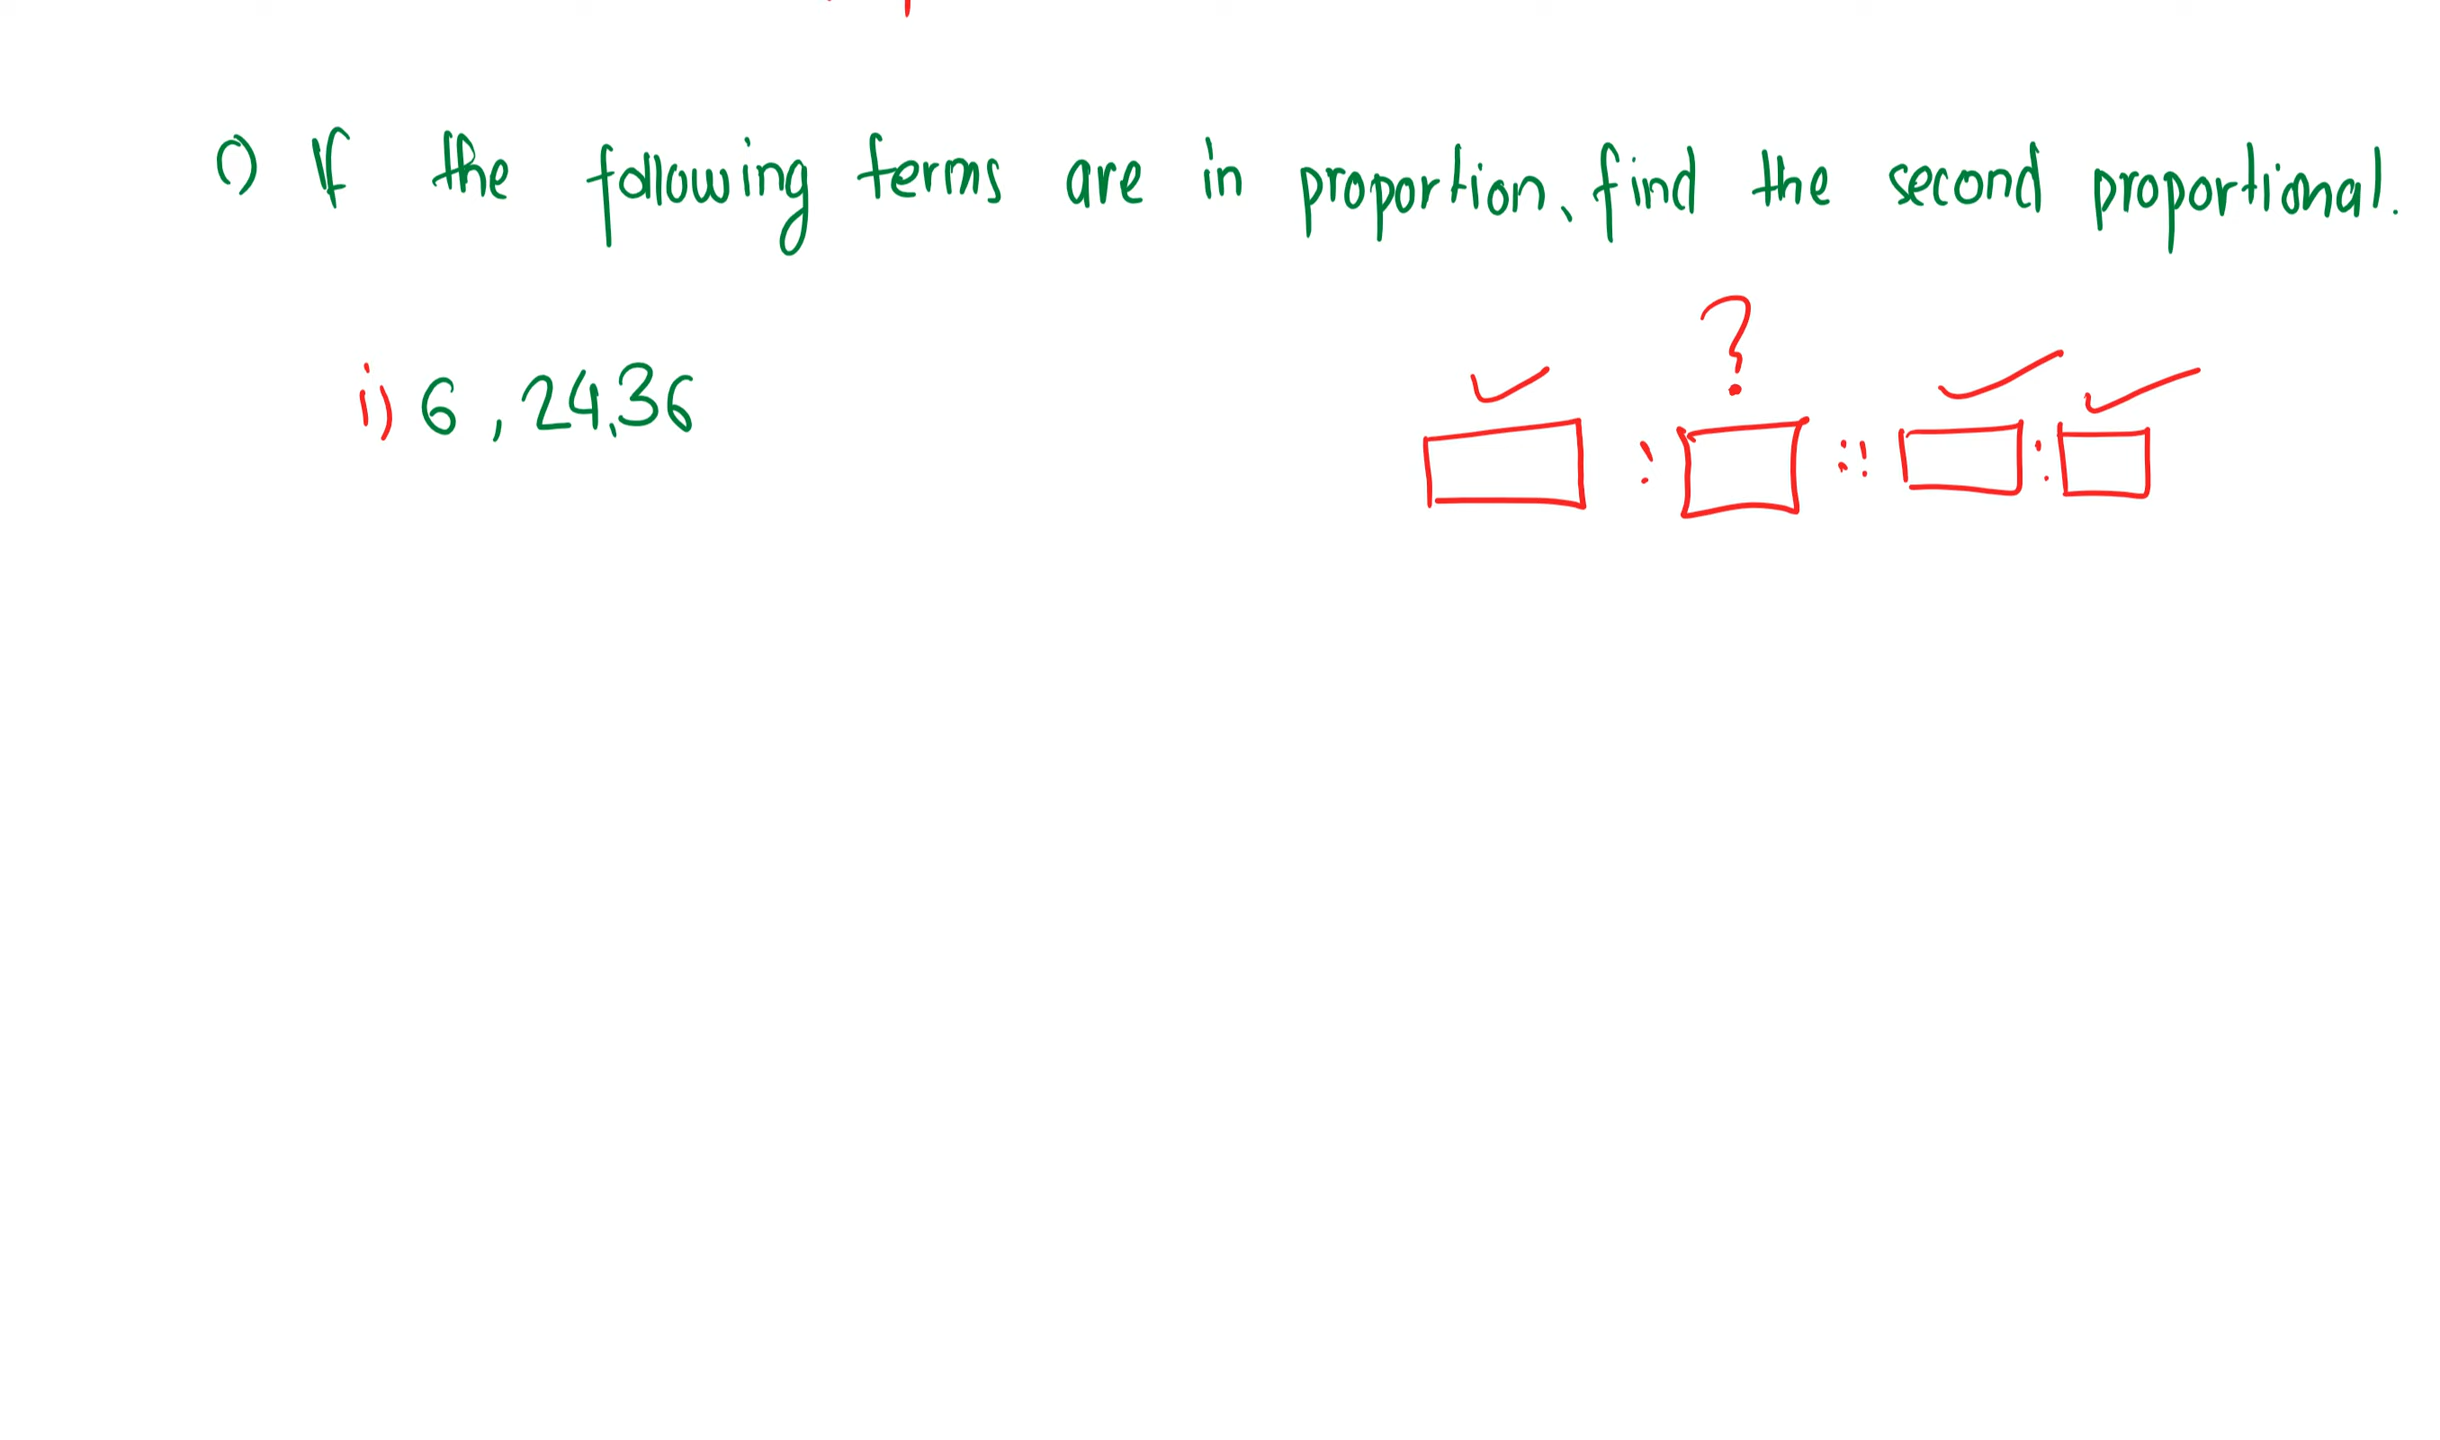 Q) If the following terms are in proportion, find the second proportional.
?
i) 6, 24, 36
: :: :